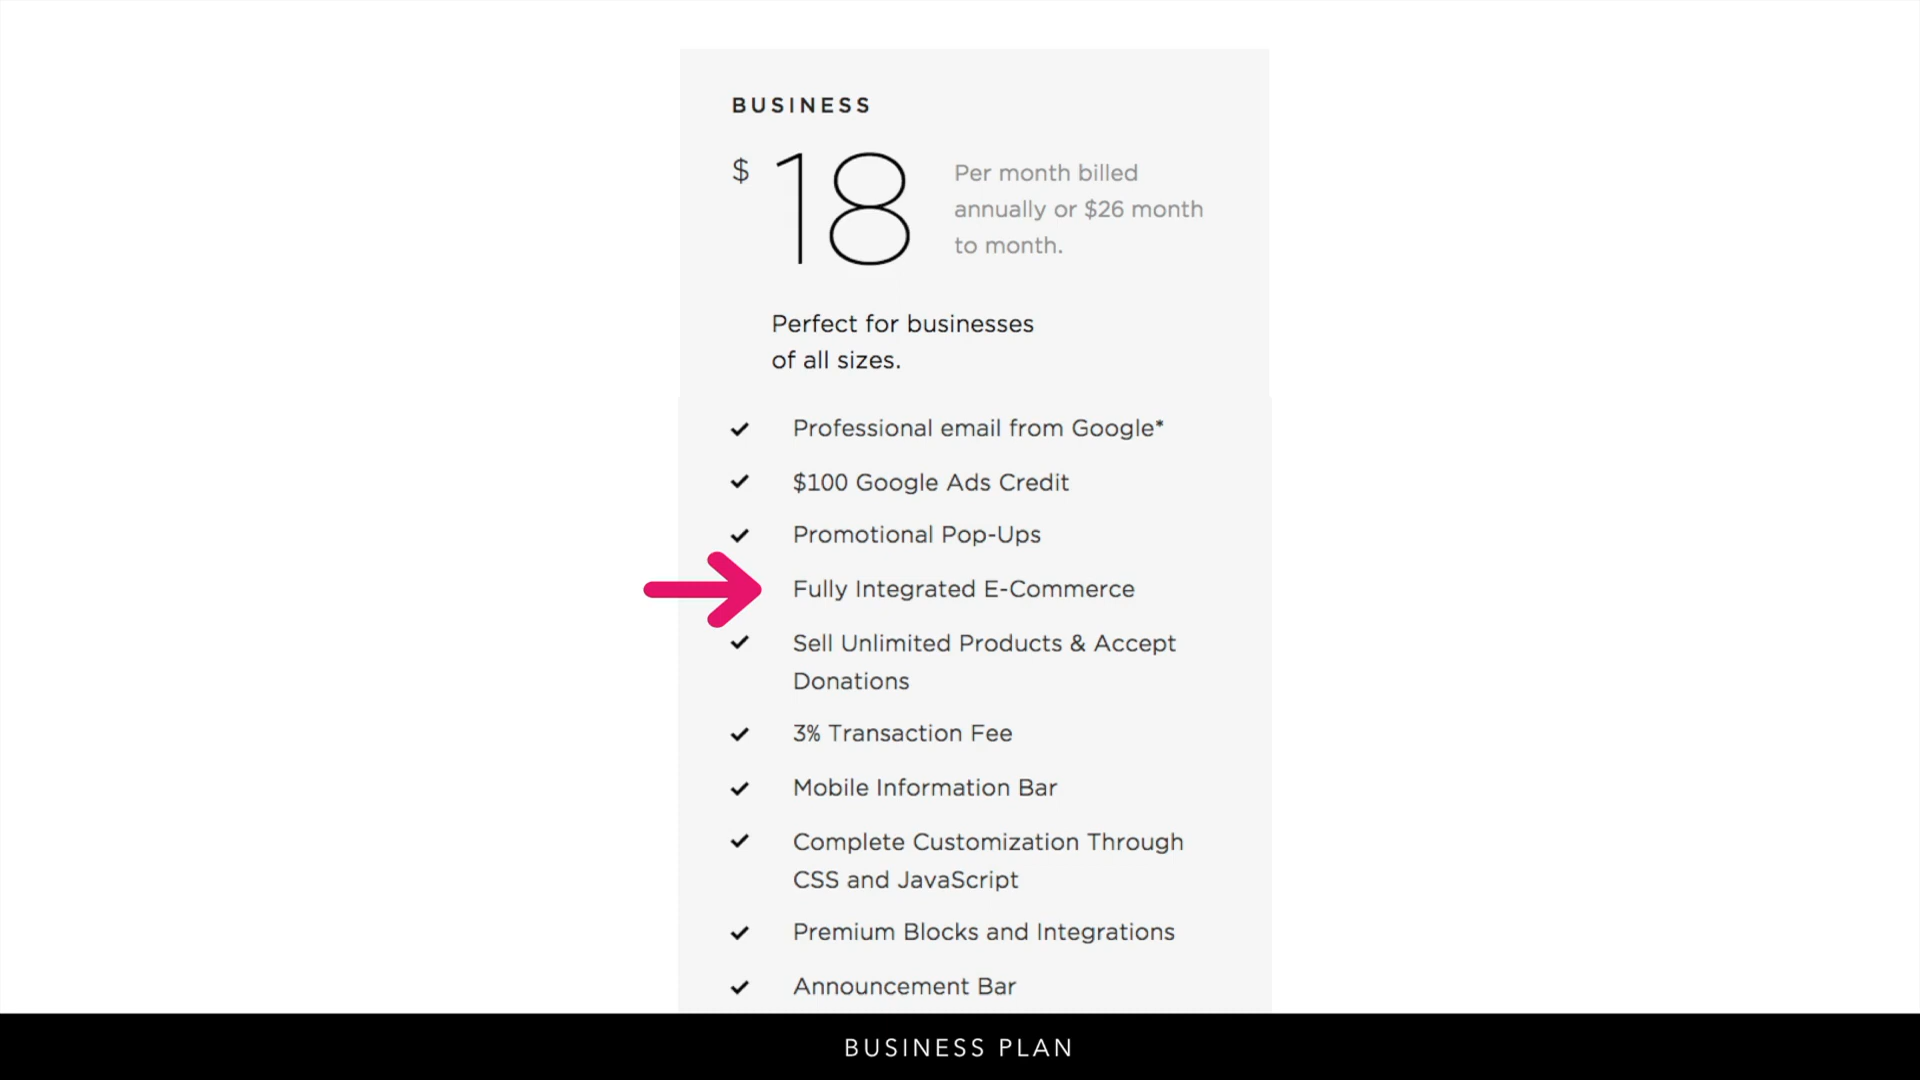 BUSINESS
$ 18
Per month billed
annually or $26 month
to month.
Perfect for businesses
of all sizes.
Professional email from Google*
$100 Google Ads Credit
Promotional Pop-Ups
Fully Integrated E-Commerce
Sell Unlimited Products & Accept
Donations
3% Transaction Fee
Mobile Information Bar
Complete Customization Through
CSS and JavaScript
Premium Blocks and Integrations
Announcement Bar
BUSINESS PLAN